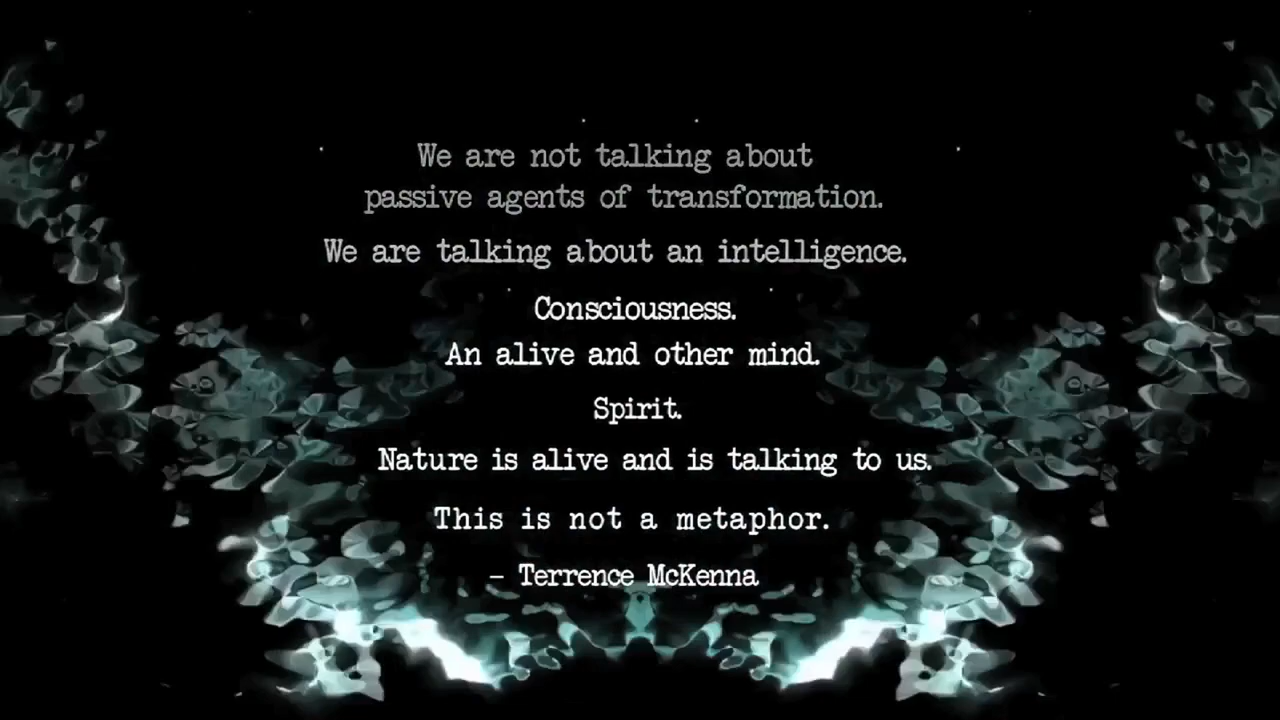 We are not talking about
passive agents of transformation.
We are talking about an intelligence.
Consciousness.
An alive and other mind.
Spirit.
Nature is alive and is talking to us.
This is not a metaphor.
– Terrence McKenna